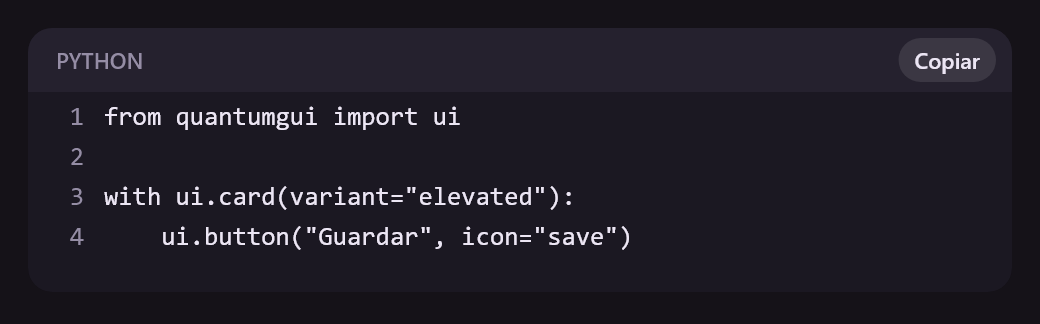 PYTHON
Copiar
1 from quantumgui import ui
2
3 with ui.card(variant="elevated"):
4     ui.button("Guardar", icon="save")